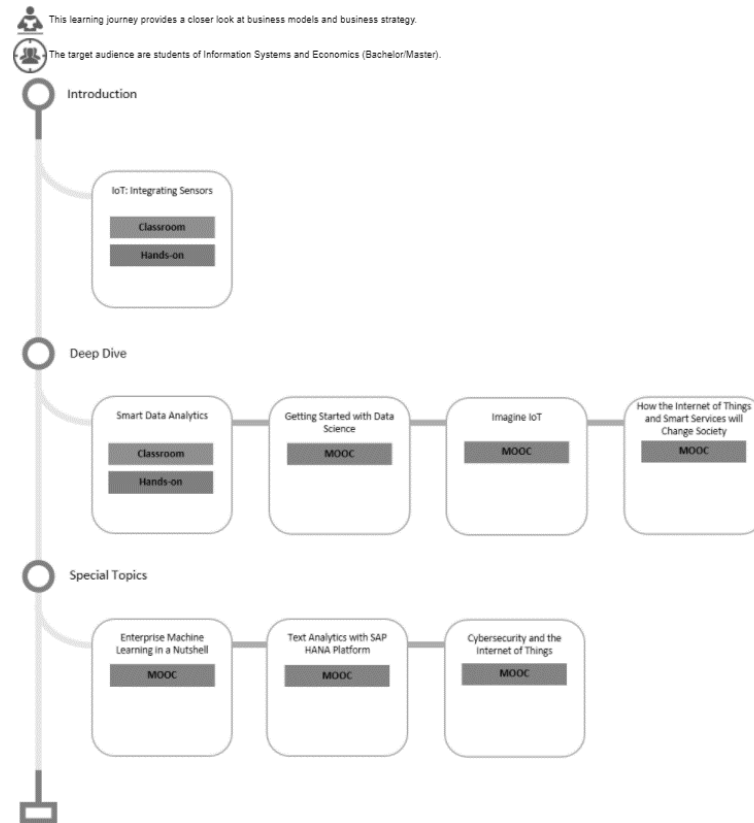 This learning journey provides a closer look at business models and business strategy.
The target audience are students of Information Systems and Economics (Bachelor/Master).
Introduction
IoT: Integrating Sensors
Classroom
Hands-on
Deep Dive
Smart Data Analytics
Classroom
Hands-on
Getting Started with Data
Science
MOOC
Imagine IoT
MOOC
How the Internet of Things
and Smart Services will
Change Society
MOOC
Special Topics
Enterprise Machine
Learning in a Nutshell
MOOC
Text Analytics with SAP
HANA Platform
MOOC
Cybersecurity and the
Internet of Things
MOOC